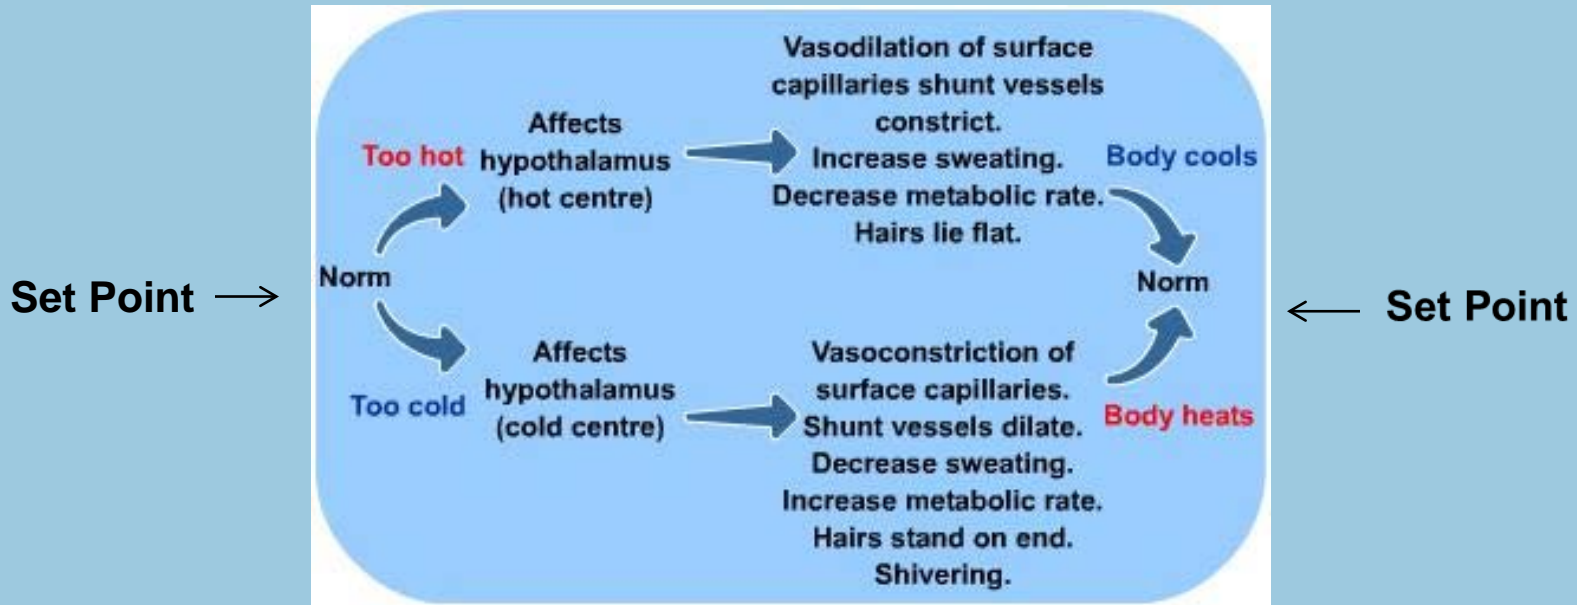 Set Point
Norm
Too hot
Affects
hypothalamus
(hot centre)
Vasodilation of surface
capillaries shunt vessels
constrict.
Increase sweating.
Decrease metabolic rate.
Hairs lie flat.
Body cools
Too cold
Affects
hypothalamus
(cold centre)
Vasoconstriction of
surface capillaries.
Shunt vessels dilate.
Decrease sweating.
Increase metabolic rate.
Hairs stand on end.
Shivering.
Body heats
Norm
Set Point